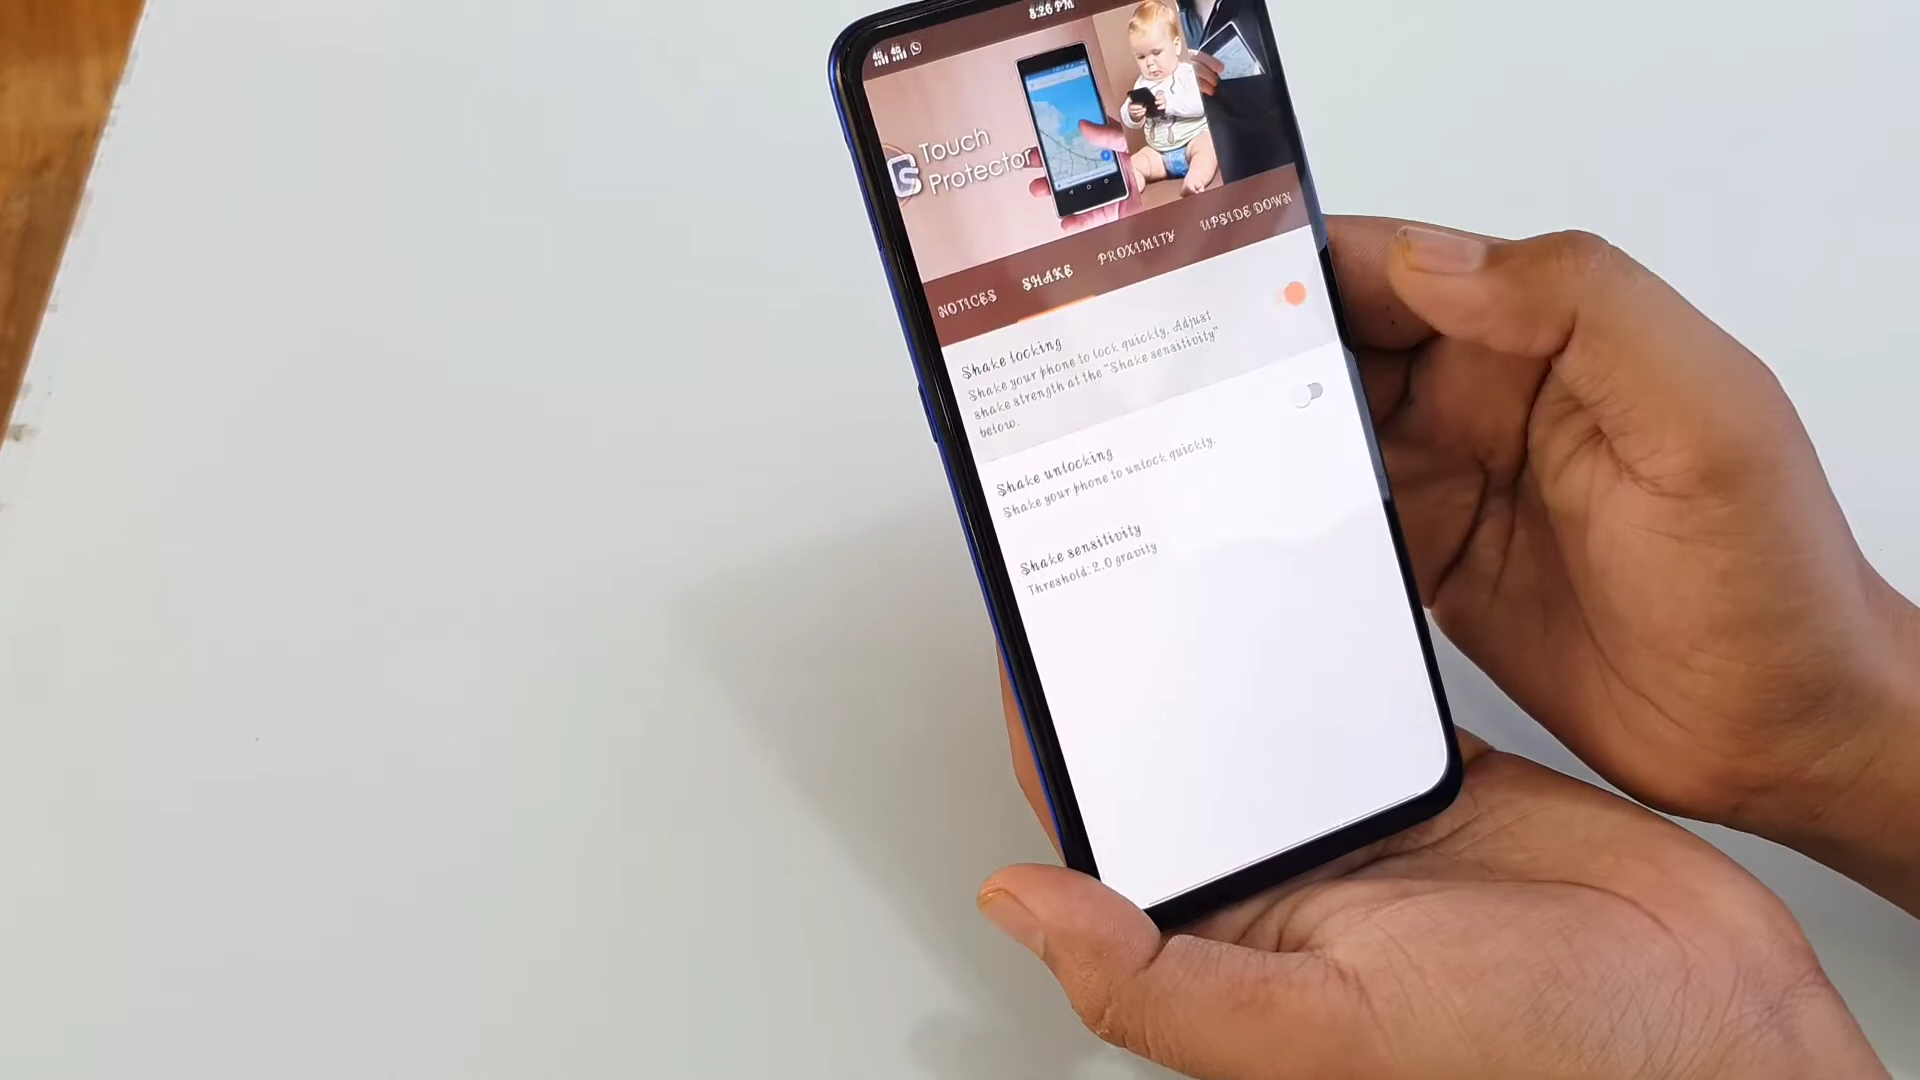 8:26 PM
4G 4G
Touch
Protector
NOTICES SHAKE PROXIMITY UPSIDE DOWN
Shake locking
Shake your phone to lock quickly. Adjust
shake strength at the "Shake sensitivity"
below.
Shake unlocking
Shake your phone to unlock quickly.
Shake sensitivity
Threshold: 2.0 gravity